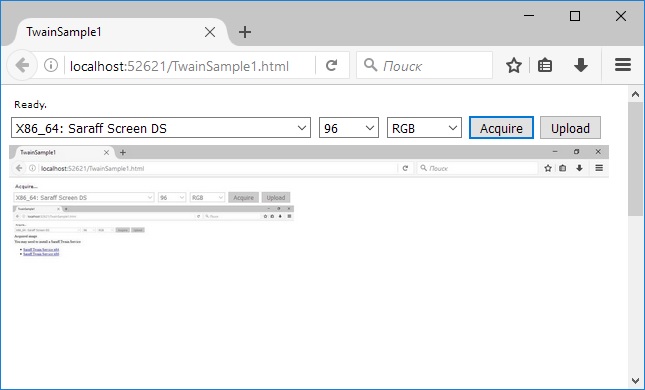 TwainSample1
localhost:52621/TwainSample1.html
Поиск
Ready.
X86_64: Saraff Screen DS 96 RGB Acquire Upload
TwainSample1
localhost:52621/TwainSample1.html Поиск
Acquire...
X86_64: Saraff Screen DS 96 RGB Acquire Upload